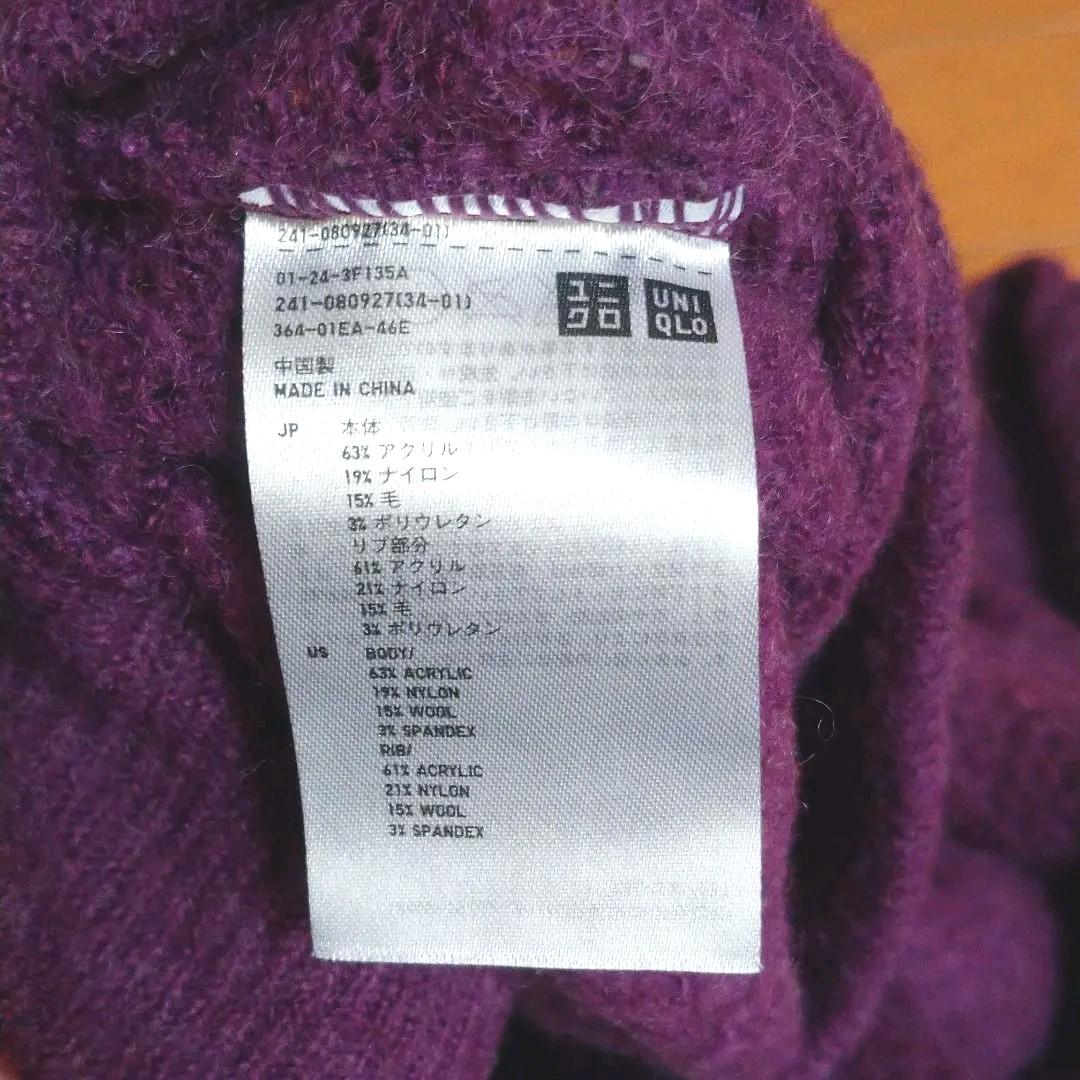 241-080927(34-01)
01-24-3F135A
241-080927(34-01)
364-01EA-46E
ユニ
クロ
UNI
QLO
中国製
MADE IN CHINA
JP 本体
63% アクリル
19% ナイロン
15% 毛
3% ポリウレタン
リブ部分
61% アクリル
21% ナイロン
15% 毛
3% ポリウレタン
US BODY/
63% ACRYLIC
19% NYLON
15% WOOL
3% SPANDEX
RIB/
61% ACRYLIC
21% NYLON
15% WOOL
3% SPANDEX